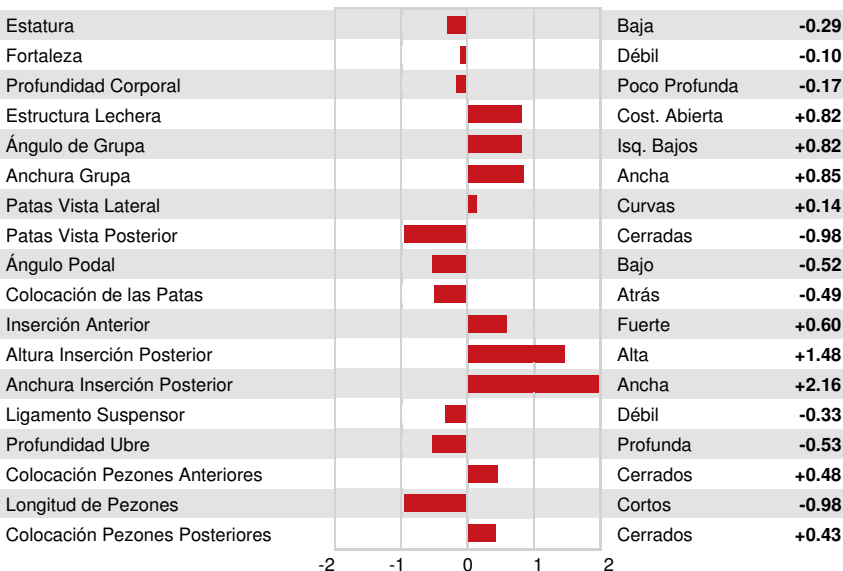 Estatura Baja -0.29
Fortaleza Débil -0.10
Profundidad Corporal Poco Profunda -0.17
Estructura Lechera Cost. Abierta +0.82
Ángulo de Grupa Isq. Bajos +0.82
Anchura Grupa Ancha +0.85
Patas Vista Lateral Curvas +0.14
Patas Vista Posterior Cerradas -0.98
Ángulo Podal Bajo -0.52
Colocación de las Patas Atrás -0.49
Inserción Anterior Fuerte +0.60
Altura Inserción Posterior Alta +1.48
Anchura Inserción Posterior Ancha +2.16
Ligamento Suspensor Débil -0.33
Profundidad Ubre Profunda -0.53
Colocación Pezones Anteriores Cerrados +0.48
Longitud de Pezones Cortos -0.98
Colocación Pezones Posteriores Cerrados +0.43
-2 -1 0 1 2